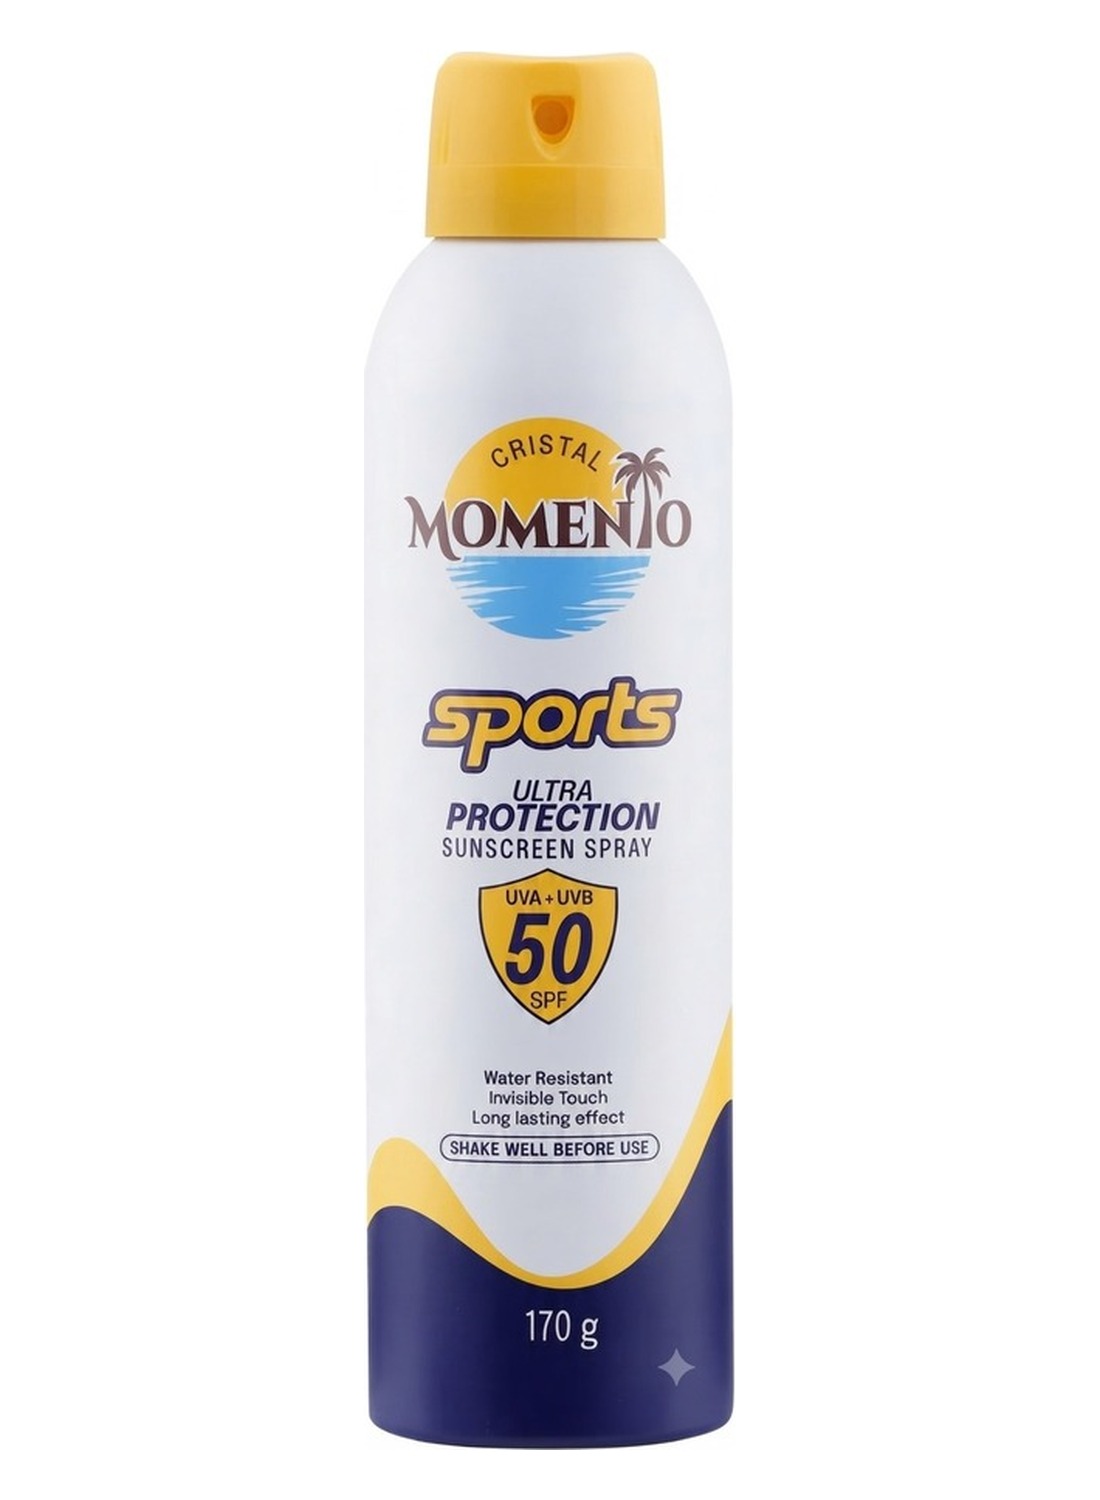 CRISTAL
MOMENTO
sports
ULTRA
PROTECTION
SUNSCREEN SPRAY
UVA + UVB
50
SPF
Water Resistant
Invisible Touch
Long lasting effect
SHAKE WELL BEFORE USE
170 g